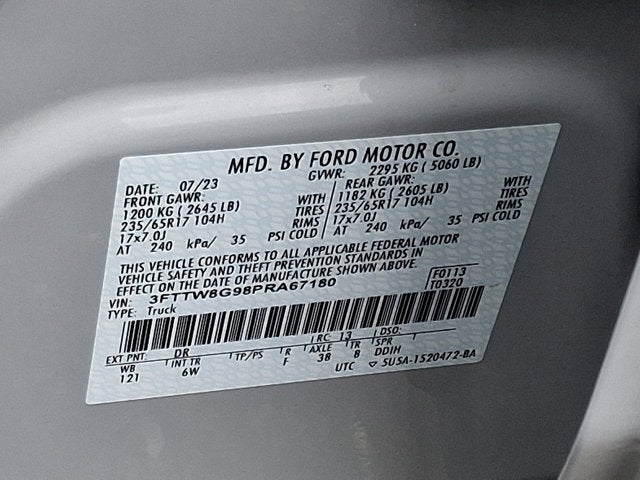 MFD. BY FORD MOTOR CO.
DATE: 07/23 GVWR: 2295 KG ( 5060 LB)
FRONT GAWR: REAR GAWR:
1200 KG ( 2645 LB) WITH 1182 KG ( 2605 LB) WITH
235/65R17 104H TIRES 235/65R17 104H TIRES
17x7.0J RIMS 17x7.0J RIMS
AT 240 kPa/ 35 PSI COLD AT 240 kPa/ 35 PSI COLD
THIS VEHICLE CONFORMS TO ALL APPLICABLE FEDERAL MOTOR
VEHICLE SAFETY AND THEFT PREVENTION STANDARDS IN
EFFECT ON THE DATE OF MANUFACTURE SHOWN ABOVE.
VIN: 3FTTW8G98PRA67180 F0113
TYPE: Truck T0320
EXT PNT: DR RC: 13 DSO:
WB INT TR TP/PS R AXLE TR SPR
121 6W F 38 8 DDIH
UTC ▽ 5U5A-1520472-BA